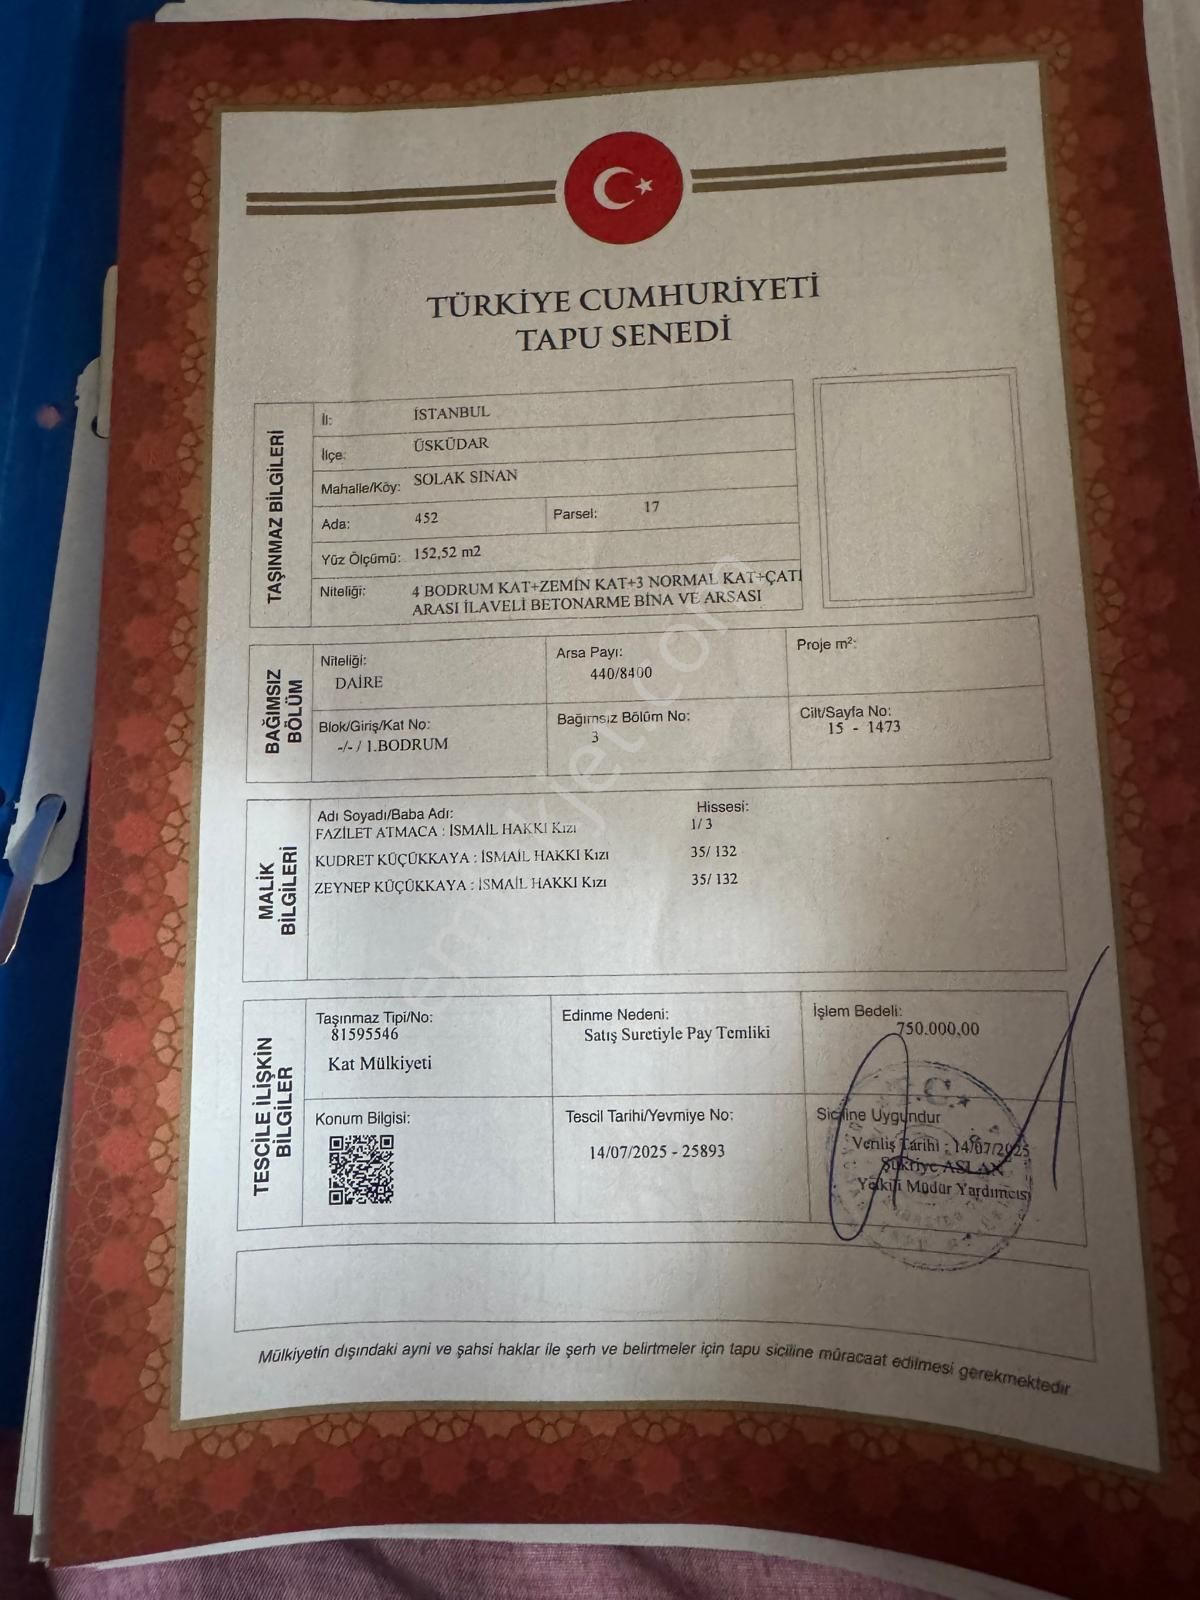 TÜRKİYE CUMHURİYETİ
TAPU SENEDİ
TAŞINMAZ BİLGİLERİ
İl: İSTANBUL
İlçe: ÜSKÜDAR
Mahalle/Köy: SOLAK SINAN
Ada: 452 Parsel: 17
Yüz Ölçümü: 152,52 m2
Niteliği: 4 BODRUM KAT+ZEMİN KAT+3 NORMAL KAT+ÇATI
ARASI İLAVELİ BETONARME BİNA VE ARSASI
BAĞIMSIZ
BÖLÜM
Niteliği: Arsa Payı: Proje m²:
DAİRE 440/8400
Blok/Giriş/Kat No: Bağımsız Bölüm No: Cilt/Sayfa No:
-/- / 1.BODRUM 3 15 - 1473
MALİK
BİLGİLERİ
Adı Soyadı/Baba Adı: Hissesi:
FAZİLET ATMACA : İSMAİL HAKKI Kızı 1/ 3
KUDRET KÜÇÜKKAYA : İSMAİL HAKKI Kızı 35/ 132
ZEYNEP KÜÇÜKKAYA : İSMAİL HAKKI Kızı 35/ 132
TESCİLE İLİŞKİN
BİLGİLER
Taşınmaz Tipi/No: Edinme Nedeni: İşlem Bedeli:
81595546 Satış Suretiyle Pay Temliki 750.000,00
Kat Mülkiyeti
Konum Bilgisi: Tescil Tarihi/Yevmiye No: Siciline Uygundur
14/07/2025 - 25893 Veriliş Tarihi : 14/07/2025
Şükriye ASLAN
Yetkili Müdür Yardımcısı
Mülkiyetin dışındaki ayni ve şahsi haklar ile şerh ve belirtmeler için tapu siciline müracaat edilmesi gerekmektedir
emlakjet.com